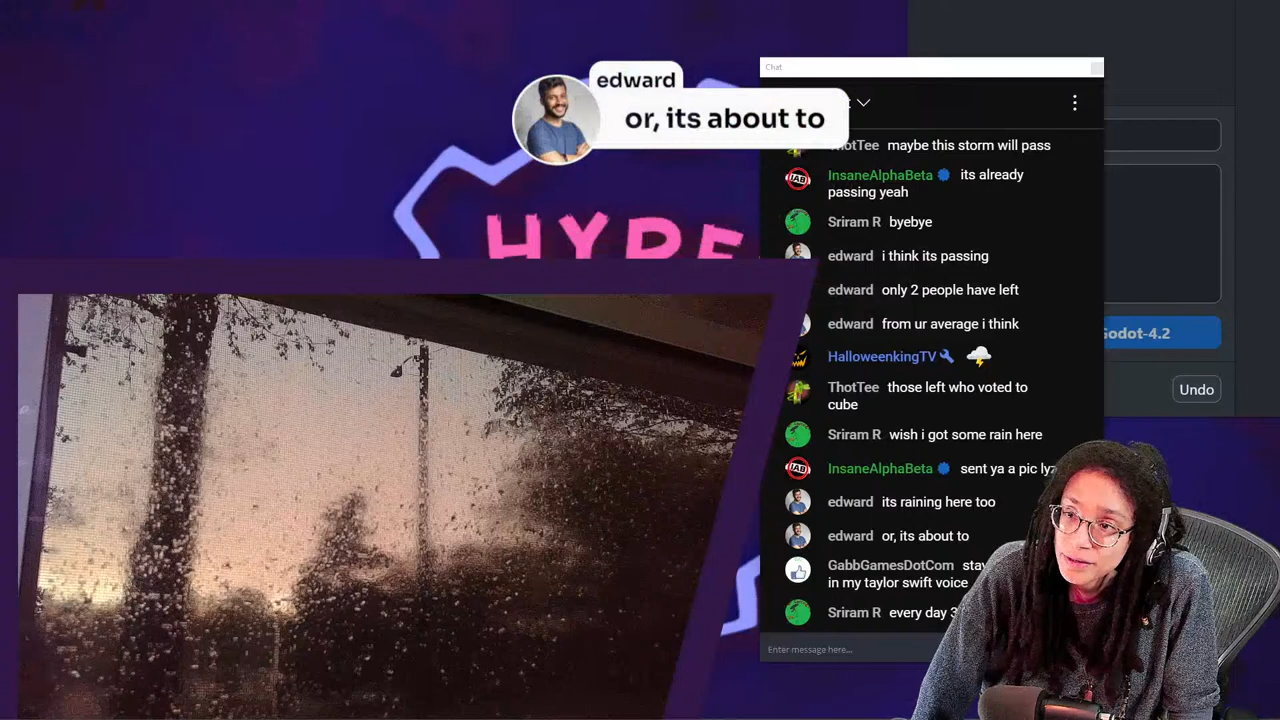 edward
or, its about to
Chat
HYPE
ThotTee maybe this storm will pass
InsaneAlphaBeta its already
passing yeah
Sriram R byebye
edward i think its passing
edward only 2 people have left
edward from ur average i think
HalloweenkingTV
ThotTee those left who voted to
cube
Sriram R wish i got some rain here
IAB
InsaneAlphaBeta sent ya a pic
edward its raining here too
edward or, its about to
GabbGamesDotCom
in my taylor swift voice
Sriram R every day
Enter message here...
Godot-4.2
Undo